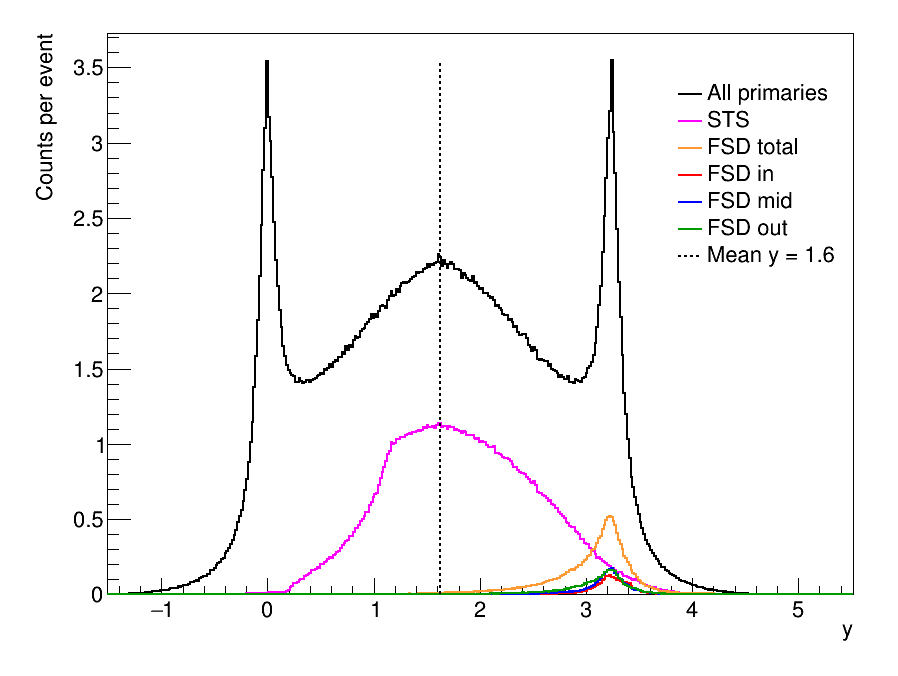 Counts per event
3.5
3
2.5
2
1.5
1
0.5
0
−1
0
1
2
3
4
5
y
All primaries
STS
FSD total
FSD in
FSD mid
FSD out
Mean y = 1.6